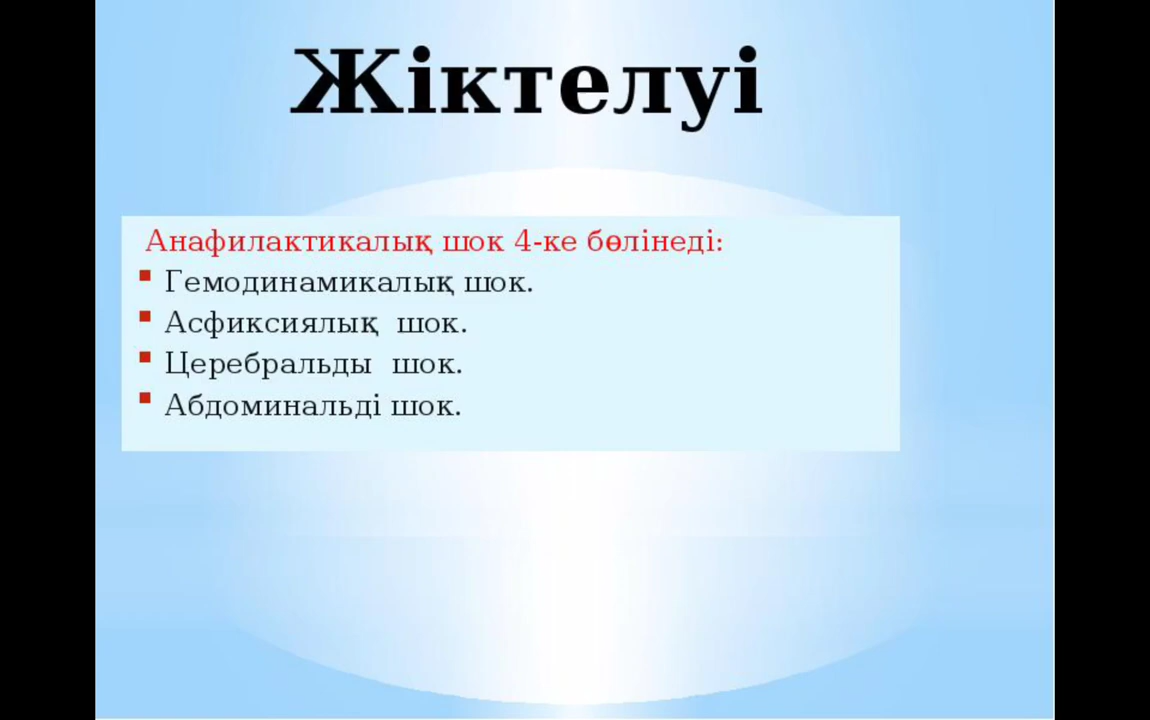 Жіктелуі
Анафилактикалық шок 4-ке бөлінеді:
Гемодинамикалық шок.
Асфиксиялық шок.
Церебральды шок.
Абдоминальді шок.